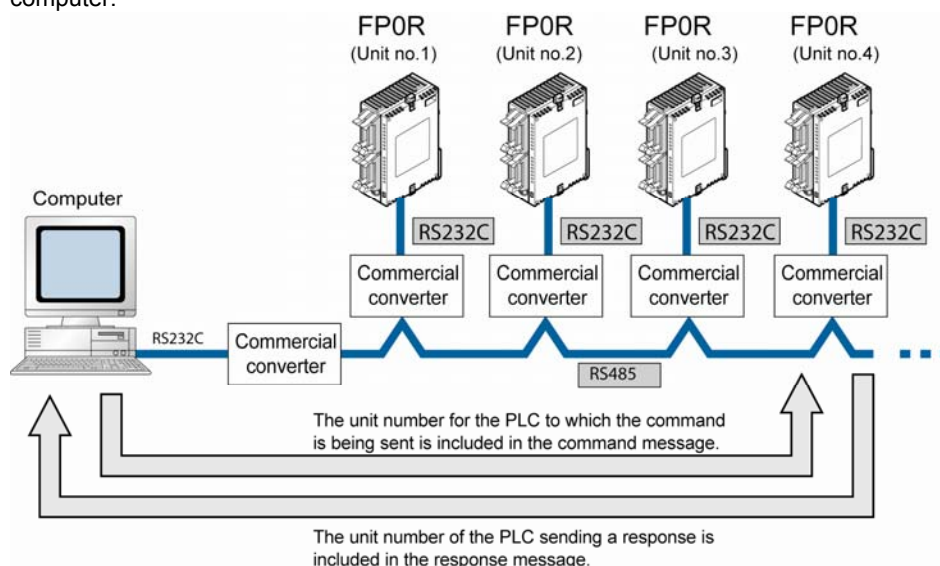 computer.
FP0R
(Unit no.1)
FP0R
(Unit no.2)
FP0R
(Unit no.3)
FP0R
(Unit no.4)
Computer
RS232C
RS232C
RS232C
RS232C
Commercial
converter
Commercial
converter
Commercial
converter
Commercial
converter
RS232C
Commercial
converter
RS485
The unit number for the PLC to which the command
is being sent is included in the command message.
The unit number of the PLC sending a response is
included in the response message.